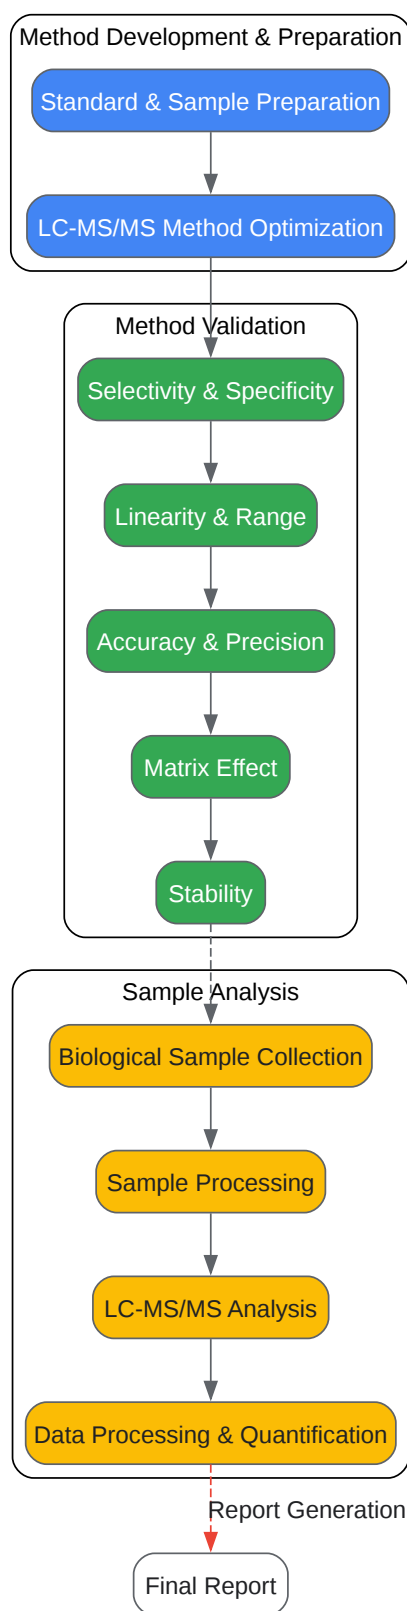 Method Development & Preparation
Standard & Sample Preparation
LC-MS/MS Method Optimization
Method Validation
Selectivity & Specificity
Linearity & Range
Accuracy & Precision
Matrix Effect
Stability
Sample Analysis
Biological Sample Collection
Sample Processing
LC-MS/MS Analysis
Data Processing & Quantification
Report Generation
Final Report